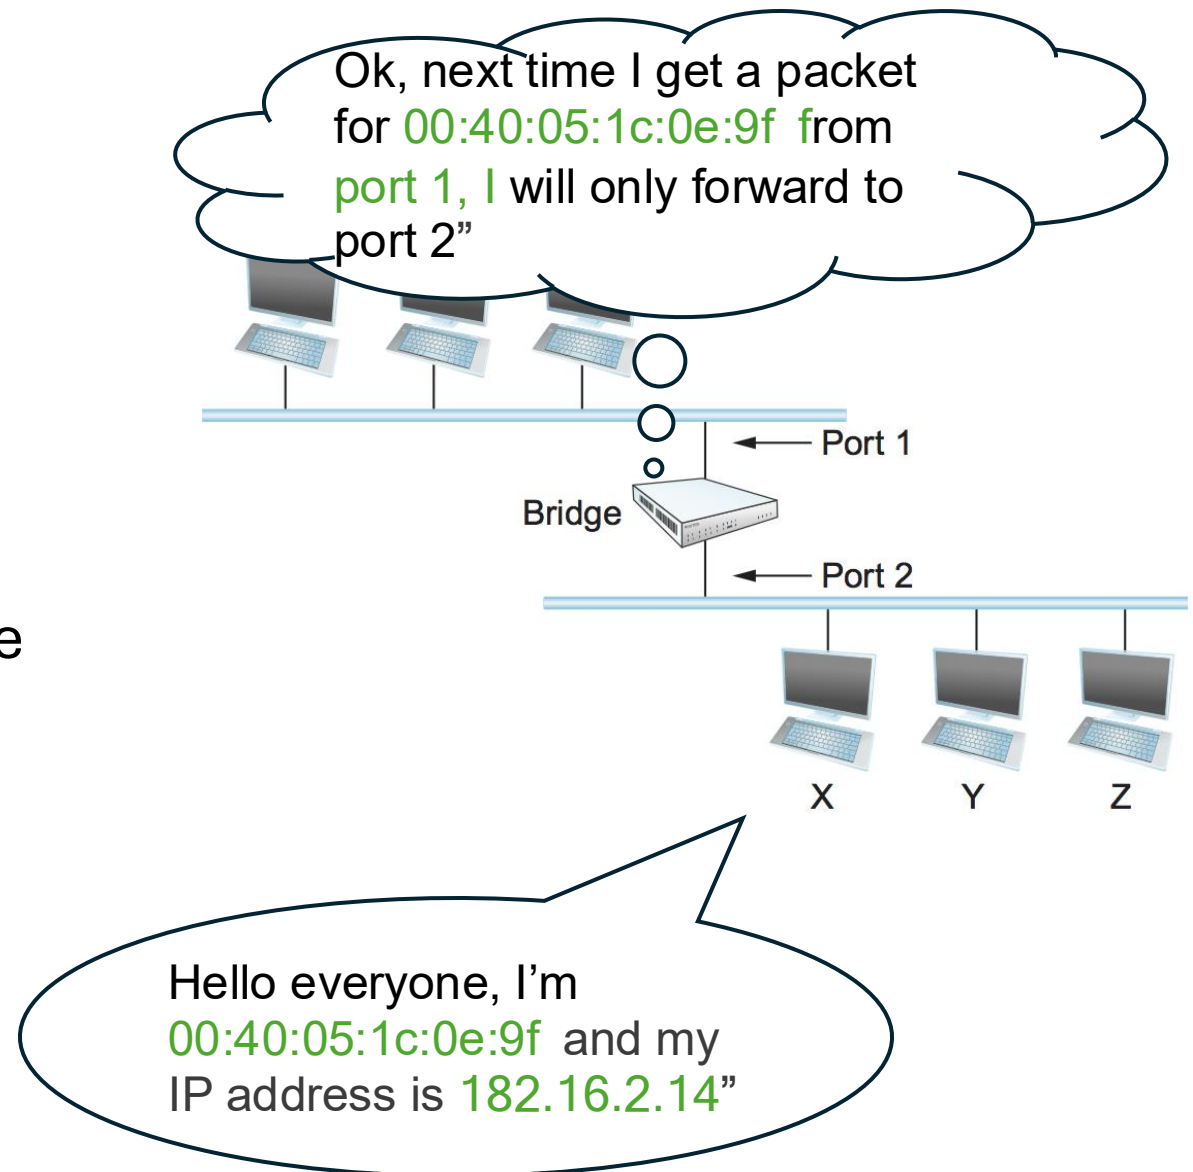 Ok, next time I get a packet
for 00:40:05:1c:0e:9f from
port 1, I will only forward to
port 2”
Port 1
Bridge
Port 2
e
X Y Z
Hello everyone, I’m
00:40:05:1c:0e:9f and my
IP address is 182.16.2.14”